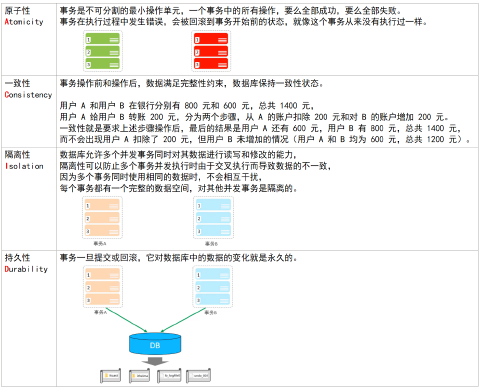 原子性
Atomicity
事务是不可分割的最小操作单元，一个事务中的所有操作，要么全部成功，要么全部失败。
事务在执行过程中发生错误，会被回滚到事务开始前的状态，就像这个事务从来没有执行过一样。
1
2
3
1
2
3
一致性
Consistency
事务操作前和操作后，数据满足完整性约束，数据库保持一致性状态。
用户 A 和用户 B 在银行分别有 800 元和 600 元，总共 1400 元，
用户 A 给用户 B 转账 200 元，分为两个步骤，从 A 的账户扣除 200 元和对 B 的账户增加 200 元。
一致性就是要求上述步骤操作后，最后的结果是用户 A 还有 600 元，用户 B 有 800 元，总共 1400 元，
而不会出现用户 A 扣除了 200 元，但用户 B 未增加的情况（用户 A 和 B 均为 600 元，总共 1200 元）。
隔离性
Isolation
数据库允许多个并发事务同时对其数据进行读写和修改的能力，
隔离性可以防止多个事务并发执行时由于交叉执行而导致数据的不一致，
因为多个事务同时使用相同的数据时，不会相互干扰，
每个事务都有一个完整的数据空间，对其他并发事务是隔离的。
1
2
3
1
2
3
事务A
事务B
持久性
Durability
事务一旦提交或回滚，它对数据库中的数据的变化就是永久的。
1
2
3
1
2
3
事务A
事务B
DB